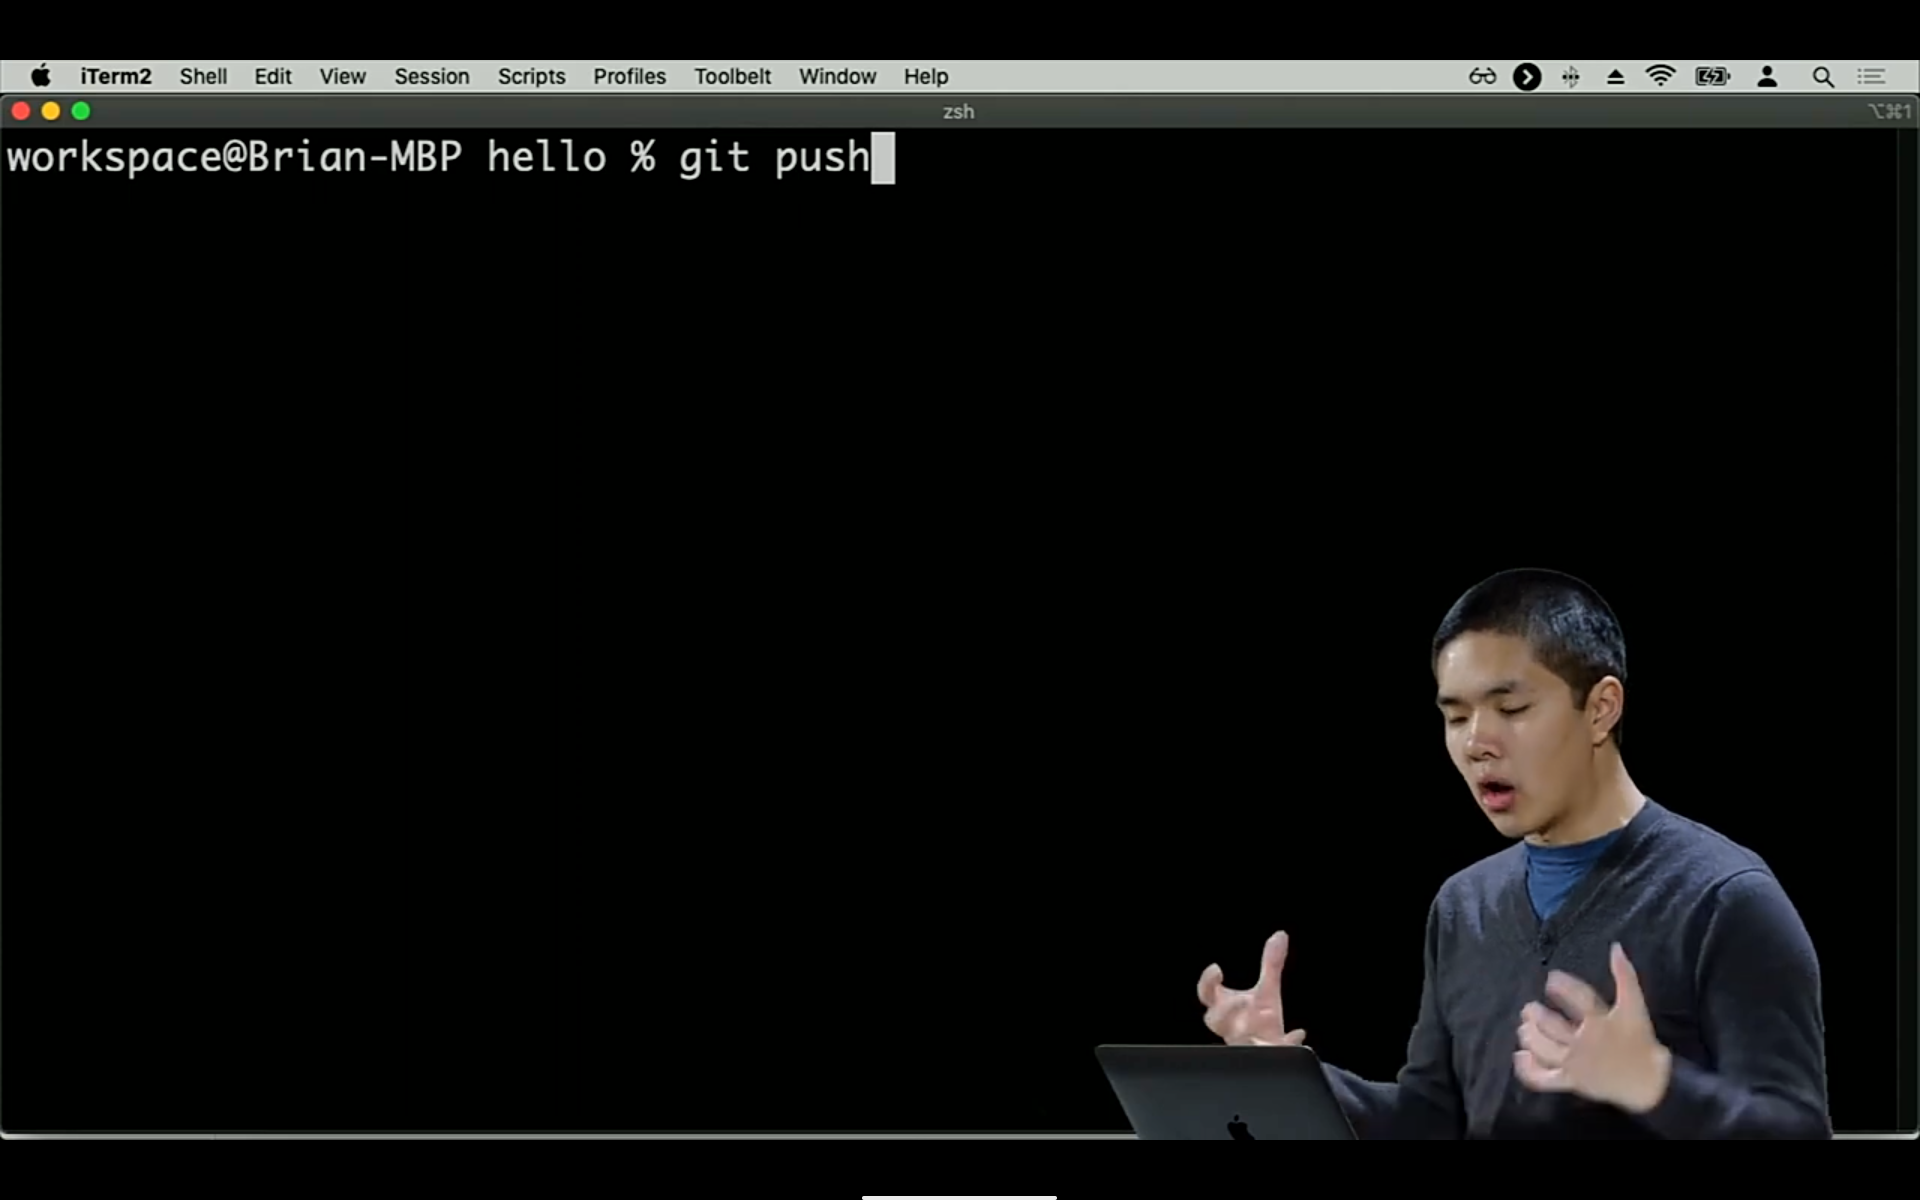 iTerm2 Shell Edit View Session Scripts Profiles Toolbelt Window Help
zsh ⌥⌘1
workspace@Brian-MBP hello % git push